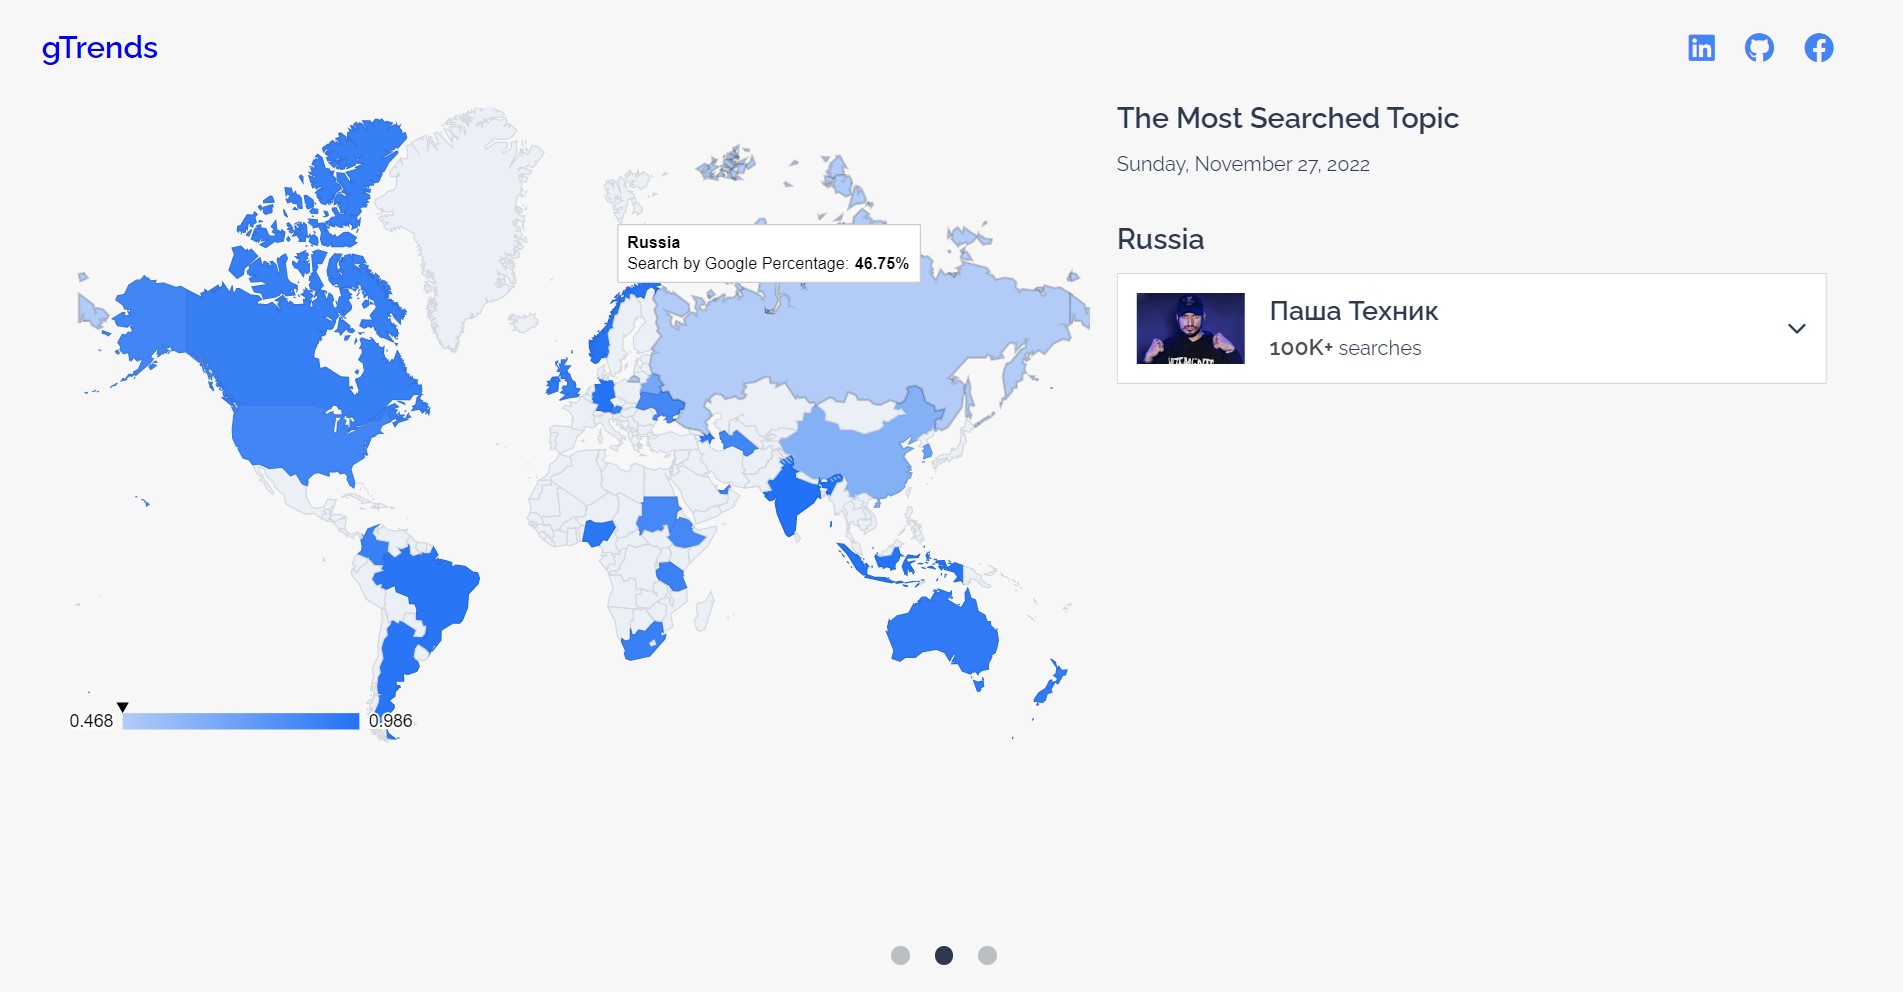 gTrends
The Most Searched Topic
Sunday, November 27, 2022
Russia
Search by Google Percentage: 46.75%
Russia
Паша Техник
100K+ searches
0.468
0.986